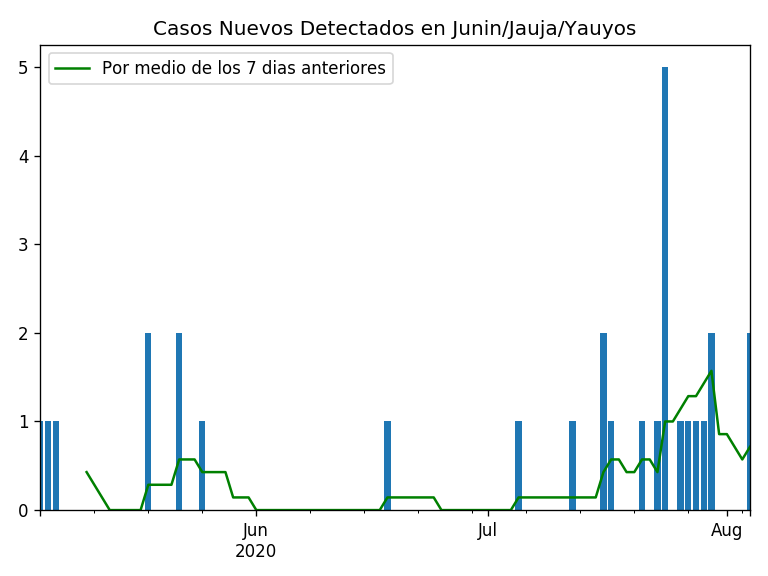 Casos Nuevos Detectados en Junin/Jauja/Yauyos
Por medio de los 7 dias anteriores
5
4
3
2
1
0
Jun
2020
Jul
Aug